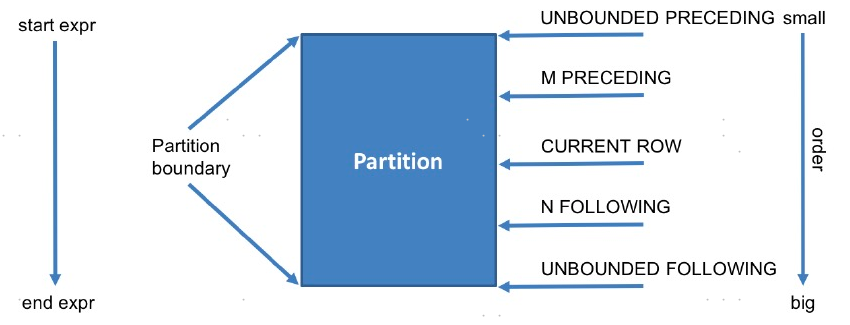 start expr
UNBOUNDED PRECEDING small
M PRECEDING
Partition
boundary
Partition
CURRENT ROW
order
N FOLLOWING
UNBOUNDED FOLLOWING
end expr
big